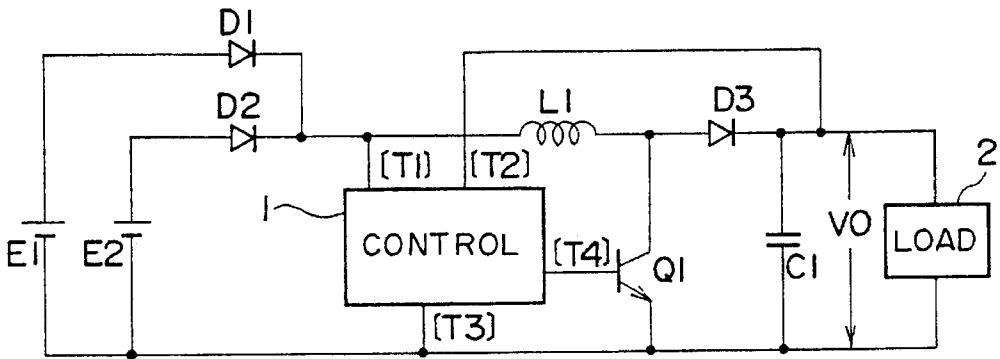 D1
D2
L1
D3
[T1]
[T2]
1
2
CONTROL
[T4]
Q1
C1
VO
LOAD
E1
E2
[T3]